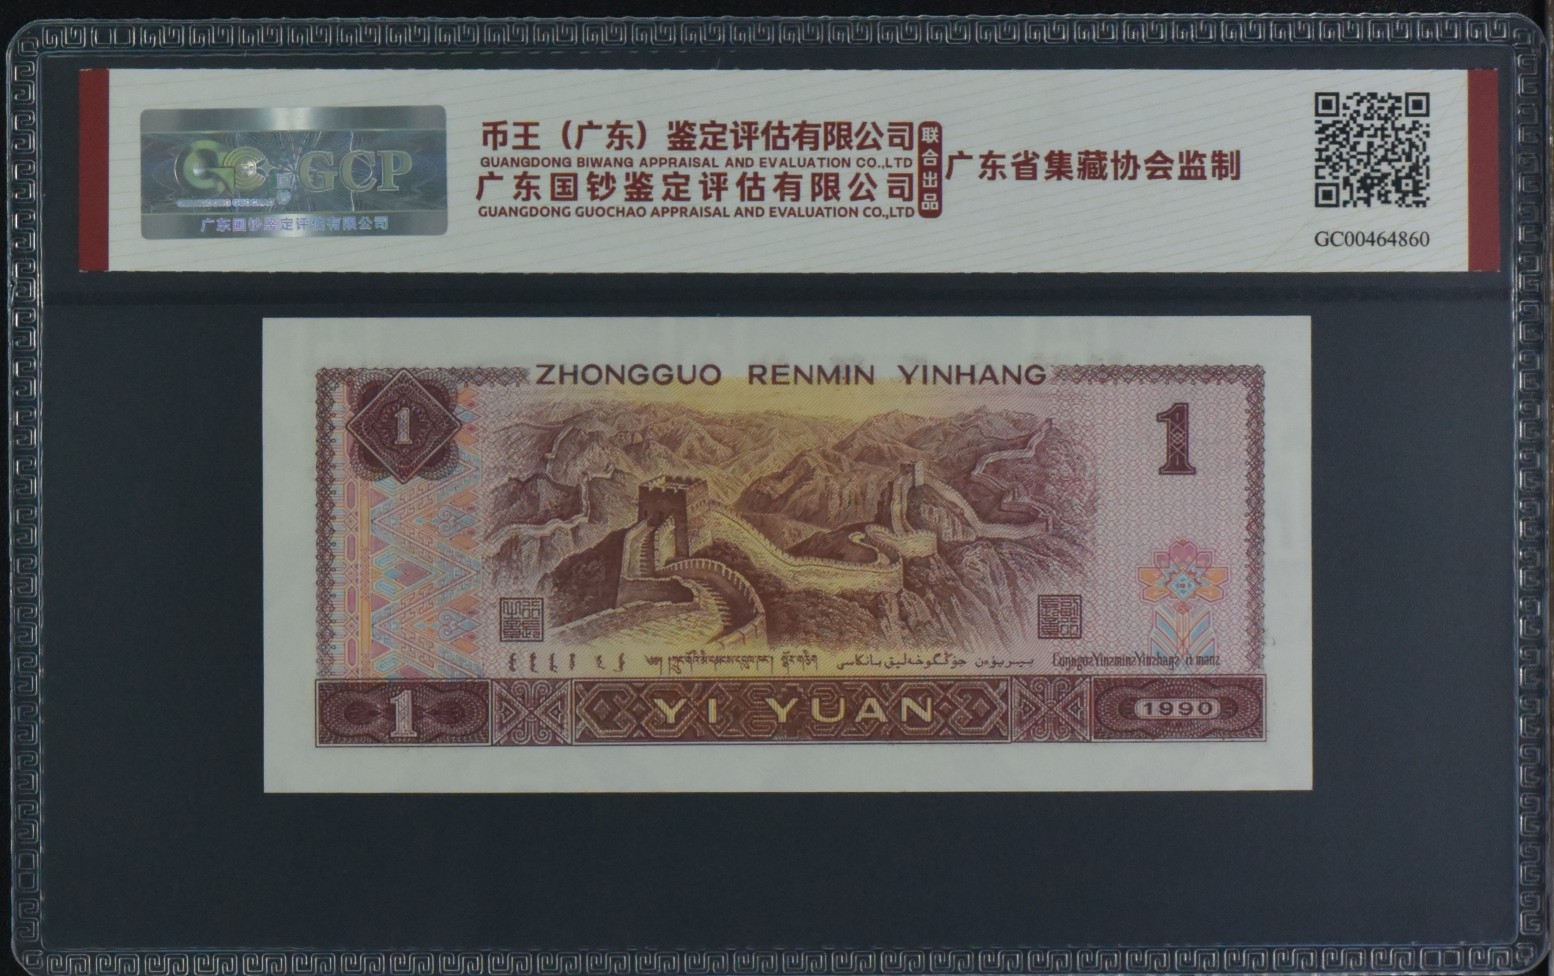 GCP
广东国钞鉴定评估有限公司
币王（广东）鉴定评估有限公司
GUANGDONG BIWANG APPRAISAL AND EVALUATION CO.,LTD
广东国钞鉴定评估有限公司
GUANGDONG GUOCHAO APPRAISAL AND EVALUATION CO.,LTD
联合出品
广东省集藏协会监制
GC00464860
ZHONGGUO RENMIN YINHANG
1
1
1
YI YUAN
1990